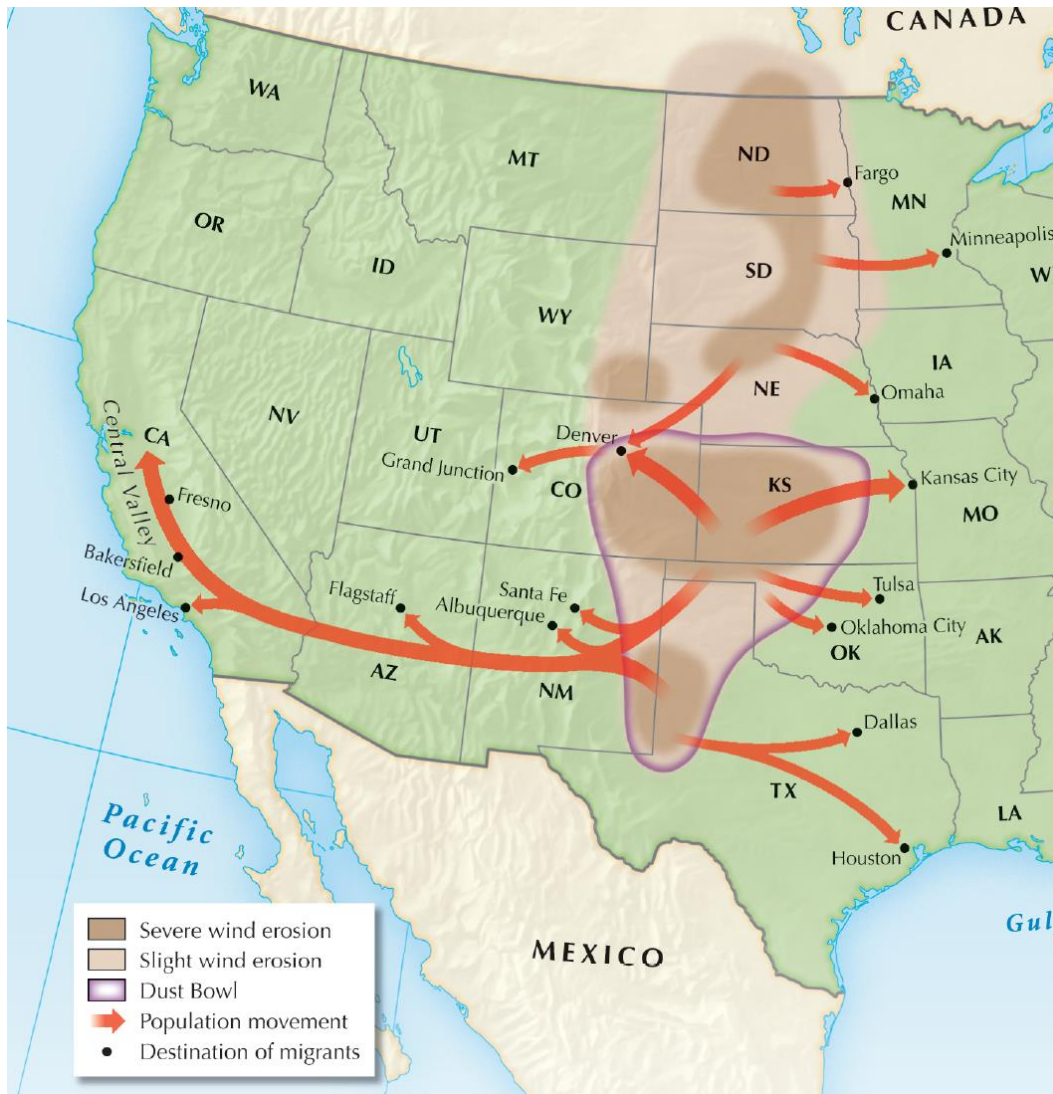 CANADA
WA
MT
ND
Fargo
MN
OR
ID
SD
Minneapolis
W
WY
IA
NE
Omaha
NV
UT
Denver
Central Valley
CA
Grand Junction
CO
KS
Kansas City
MO
Fresno
Bakersfield
Los Angeles
Flagstaff
Santa Fe
Albuquerque
Tulsa
Oklahoma City
OK
AK
AZ
NM
Dallas
TX
LA
Pacific
Ocean
Houston
Gul
MEXICO
Severe wind erosion
Slight wind erosion
Dust Bowl
Population movement
Destination of migrants